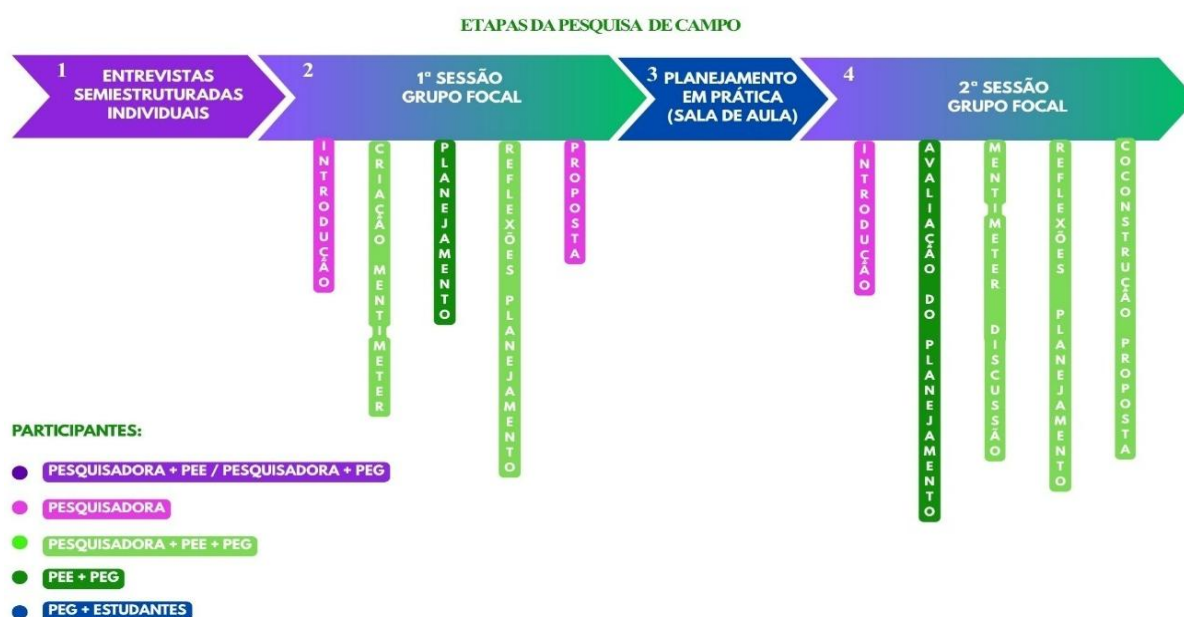 ETAPAS DA PESQUISA DE CAMPO
1
ENTREVISTAS
SEMIESTRUTURADAS
INDIVIDUAIS
2
1ª SESSÃO
GRUPO FOCAL
3
PLANEJAMENTO
EM PRÁTICA
(SALA DE AULA)
4
2ª SESSÃO
GRUPO FOCAL
INTRODUÇÃO
CRIAÇÃO MENTIMETER
PLANEJAMENTO
REFLEXÕES PLANEJAMENTO
PROPOSTA
INTRODUÇÃO
AVALIAÇÃO DO PLANEJAMENTO
MENTIMETER DISCUSSÃO
REFLEXÕES PLANEJAMENTO
COCONSTRUÇÃO PROPOSTA
PARTICIPANTES:
PESQUISADORA + PEE / PESQUISADORA + PEG
PESQUISADORA
PESQUISADORA + PEE + PEG
PEE + PEG
PEG + ESTUDANTES